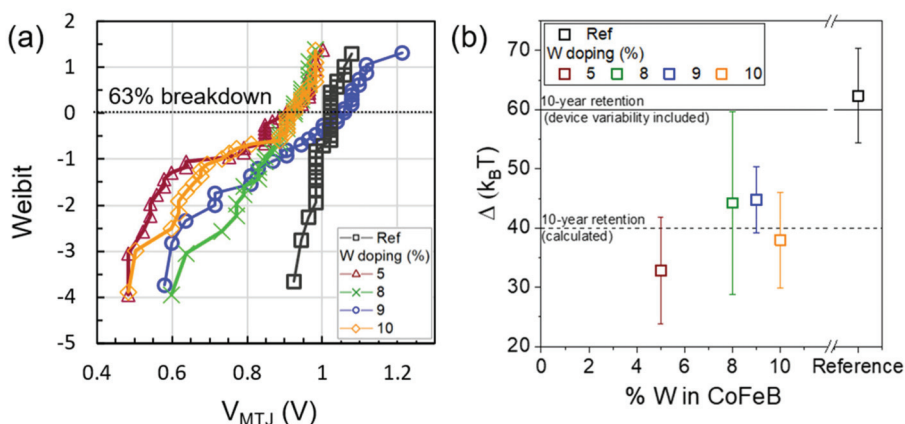 (a)
63% breakdown
Weibit
2
1
0
-1
-2
-3
-4
-5
0.4
0.6
0.8
1
1.2
V_MTJ (V)
Ref
W doping (%)
5
8
9
10
(b)
Δ (k_BT)
75
70
60
50
40
30
20
Ref
W doping (%)
5 8 9 10
10-year retention
(device variability included)
10-year retention
(calculated)
0 2 4 6 8 10 Reference
% W in CoFeB